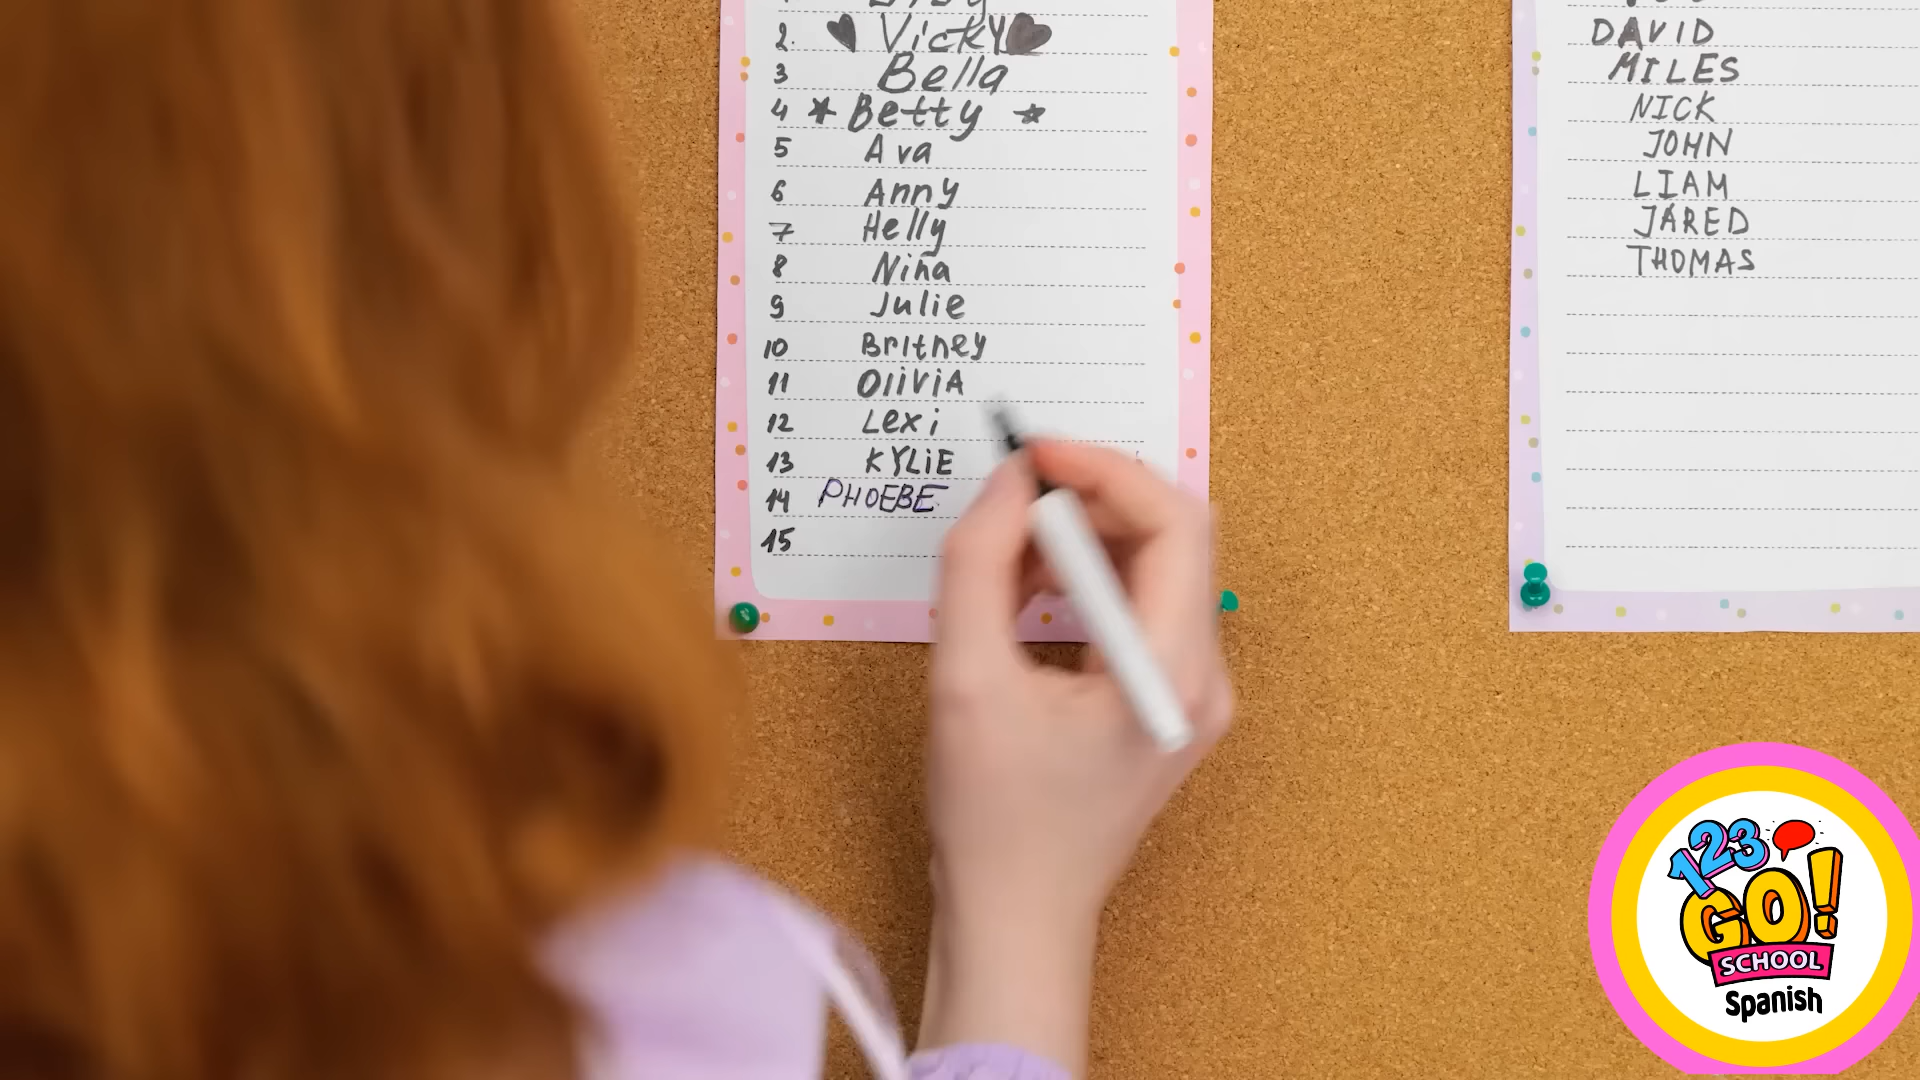 2. Vicky
3 Bella
4 * Betty *
5 Ava
6 Anny
7 Helly
8 Nina
9 Julie
10 Britney
11 OliViA
12 Lexi
13 KYLiE
14 PHOEBE
15
DAVID
MILES
NICK
JOHN
LIAM
JARED
THOMAS
123
GO!
SCHOOL
Spanish